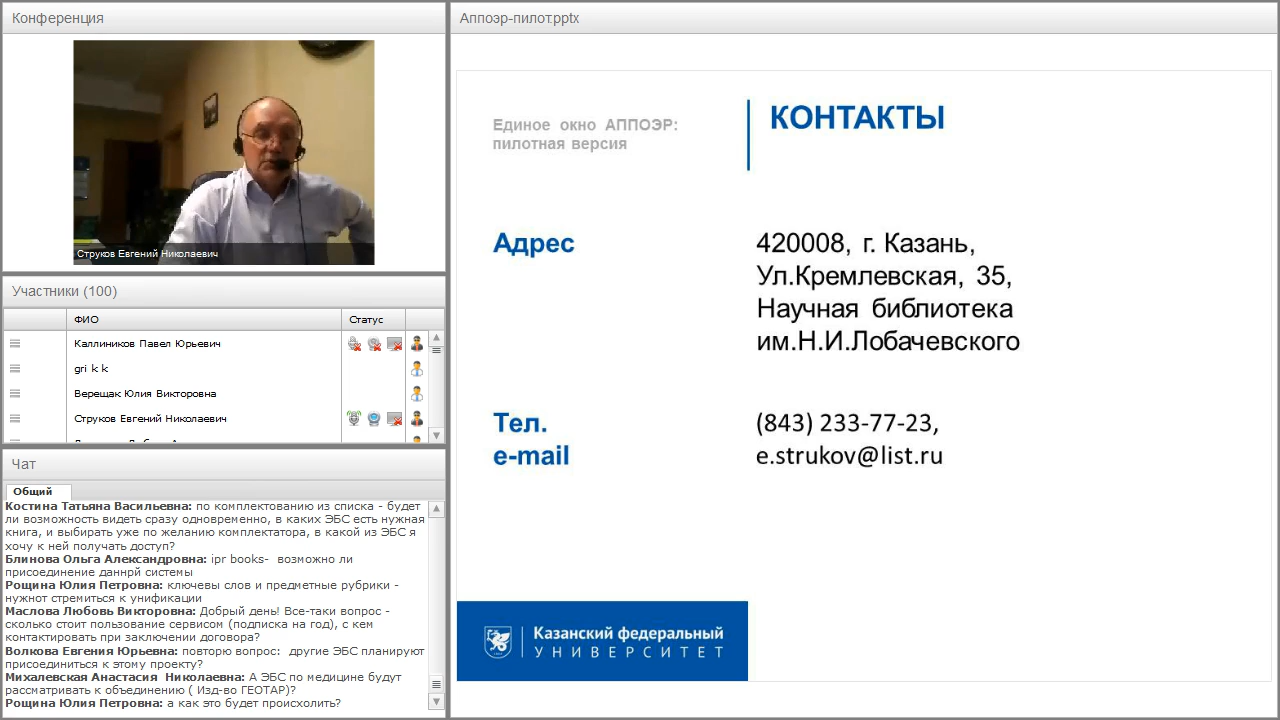 Конференция
Струков Евгений Николаевич
Участники (100)
ФИО
Статус
Каллиников Павел Юрьевич
gri k k
Верещак Юлия Викторовна
Струков Евгений Николаевич
Чат
Общий
Костина Татьяна Васильевна: по комплектованию из списка - будет
ли возможность видеть сразу одновременно, в каких ЭБС есть нужная
книга, и выбирать уже по желанию комплектатора, в какой из ЭБС я
хочу к ней получать доступ?
Блинова Ольга Александровна: ipr books- возможно ли
присоединение даннрй системы
Рощина Юлия Петровна: ключевы слов и предметные рубрики -
нужнот стремиться к унификации
Маслова Любовь Викторовна: Добрый день! Все-таки вопрос -
сколько стоит пользование сервисом (подписка на год), с кем
контактировать при заключении договора?
Волкова Евгения Юрьевна: повторю вопрос: другие ЭБС планируют
присоединиться к этому проекту?
Михалевская Анастасия Николаевна: А ЭБС по медицине будут
рассматривать к объединению ( Изд-во ГЕОТАР)?
Рощина Юлия Петровна: а как это будет происхолить?
Аппоэр-пилот.pptx
Единое окно АППОЭР:
пилотная версия
КОНТАКТЫ
Адрес
420008, г. Казань,
Ул.Кремлевская, 35,
Научная библиотека
им.Н.И.Лобачевского
Тел.
(843) 233-77-23,
e-mail
e.strukov@list.ru
Казанский федеральный
УНИВЕРСИТЕТ